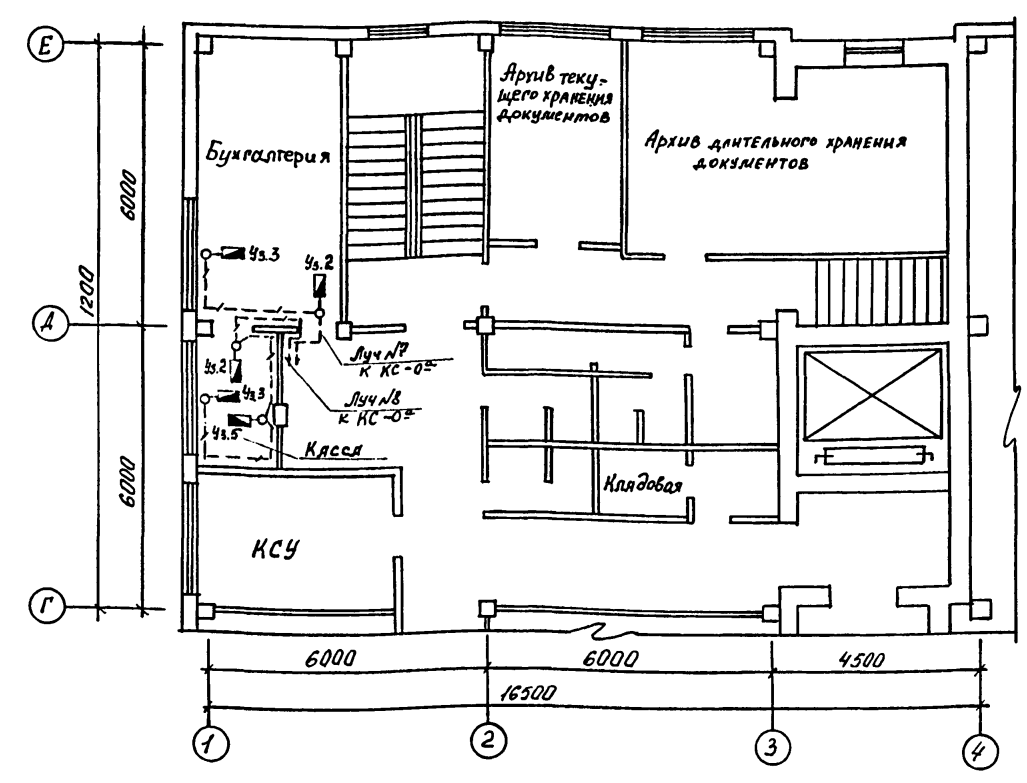 Е
Архив теку-
щего хранения
документов
Архив длительного хранения
документов
Бухгалтерия
6000
1200
Уз.3
Уз.2
Д
Луч №7
к КС-0а
Уз.2
Уз.3
Луч №8
к КС-0а
Уз.5
Касса
6000
Кладовая
КСУ
Г
6000
6000
4500
16500
1
2
3
4